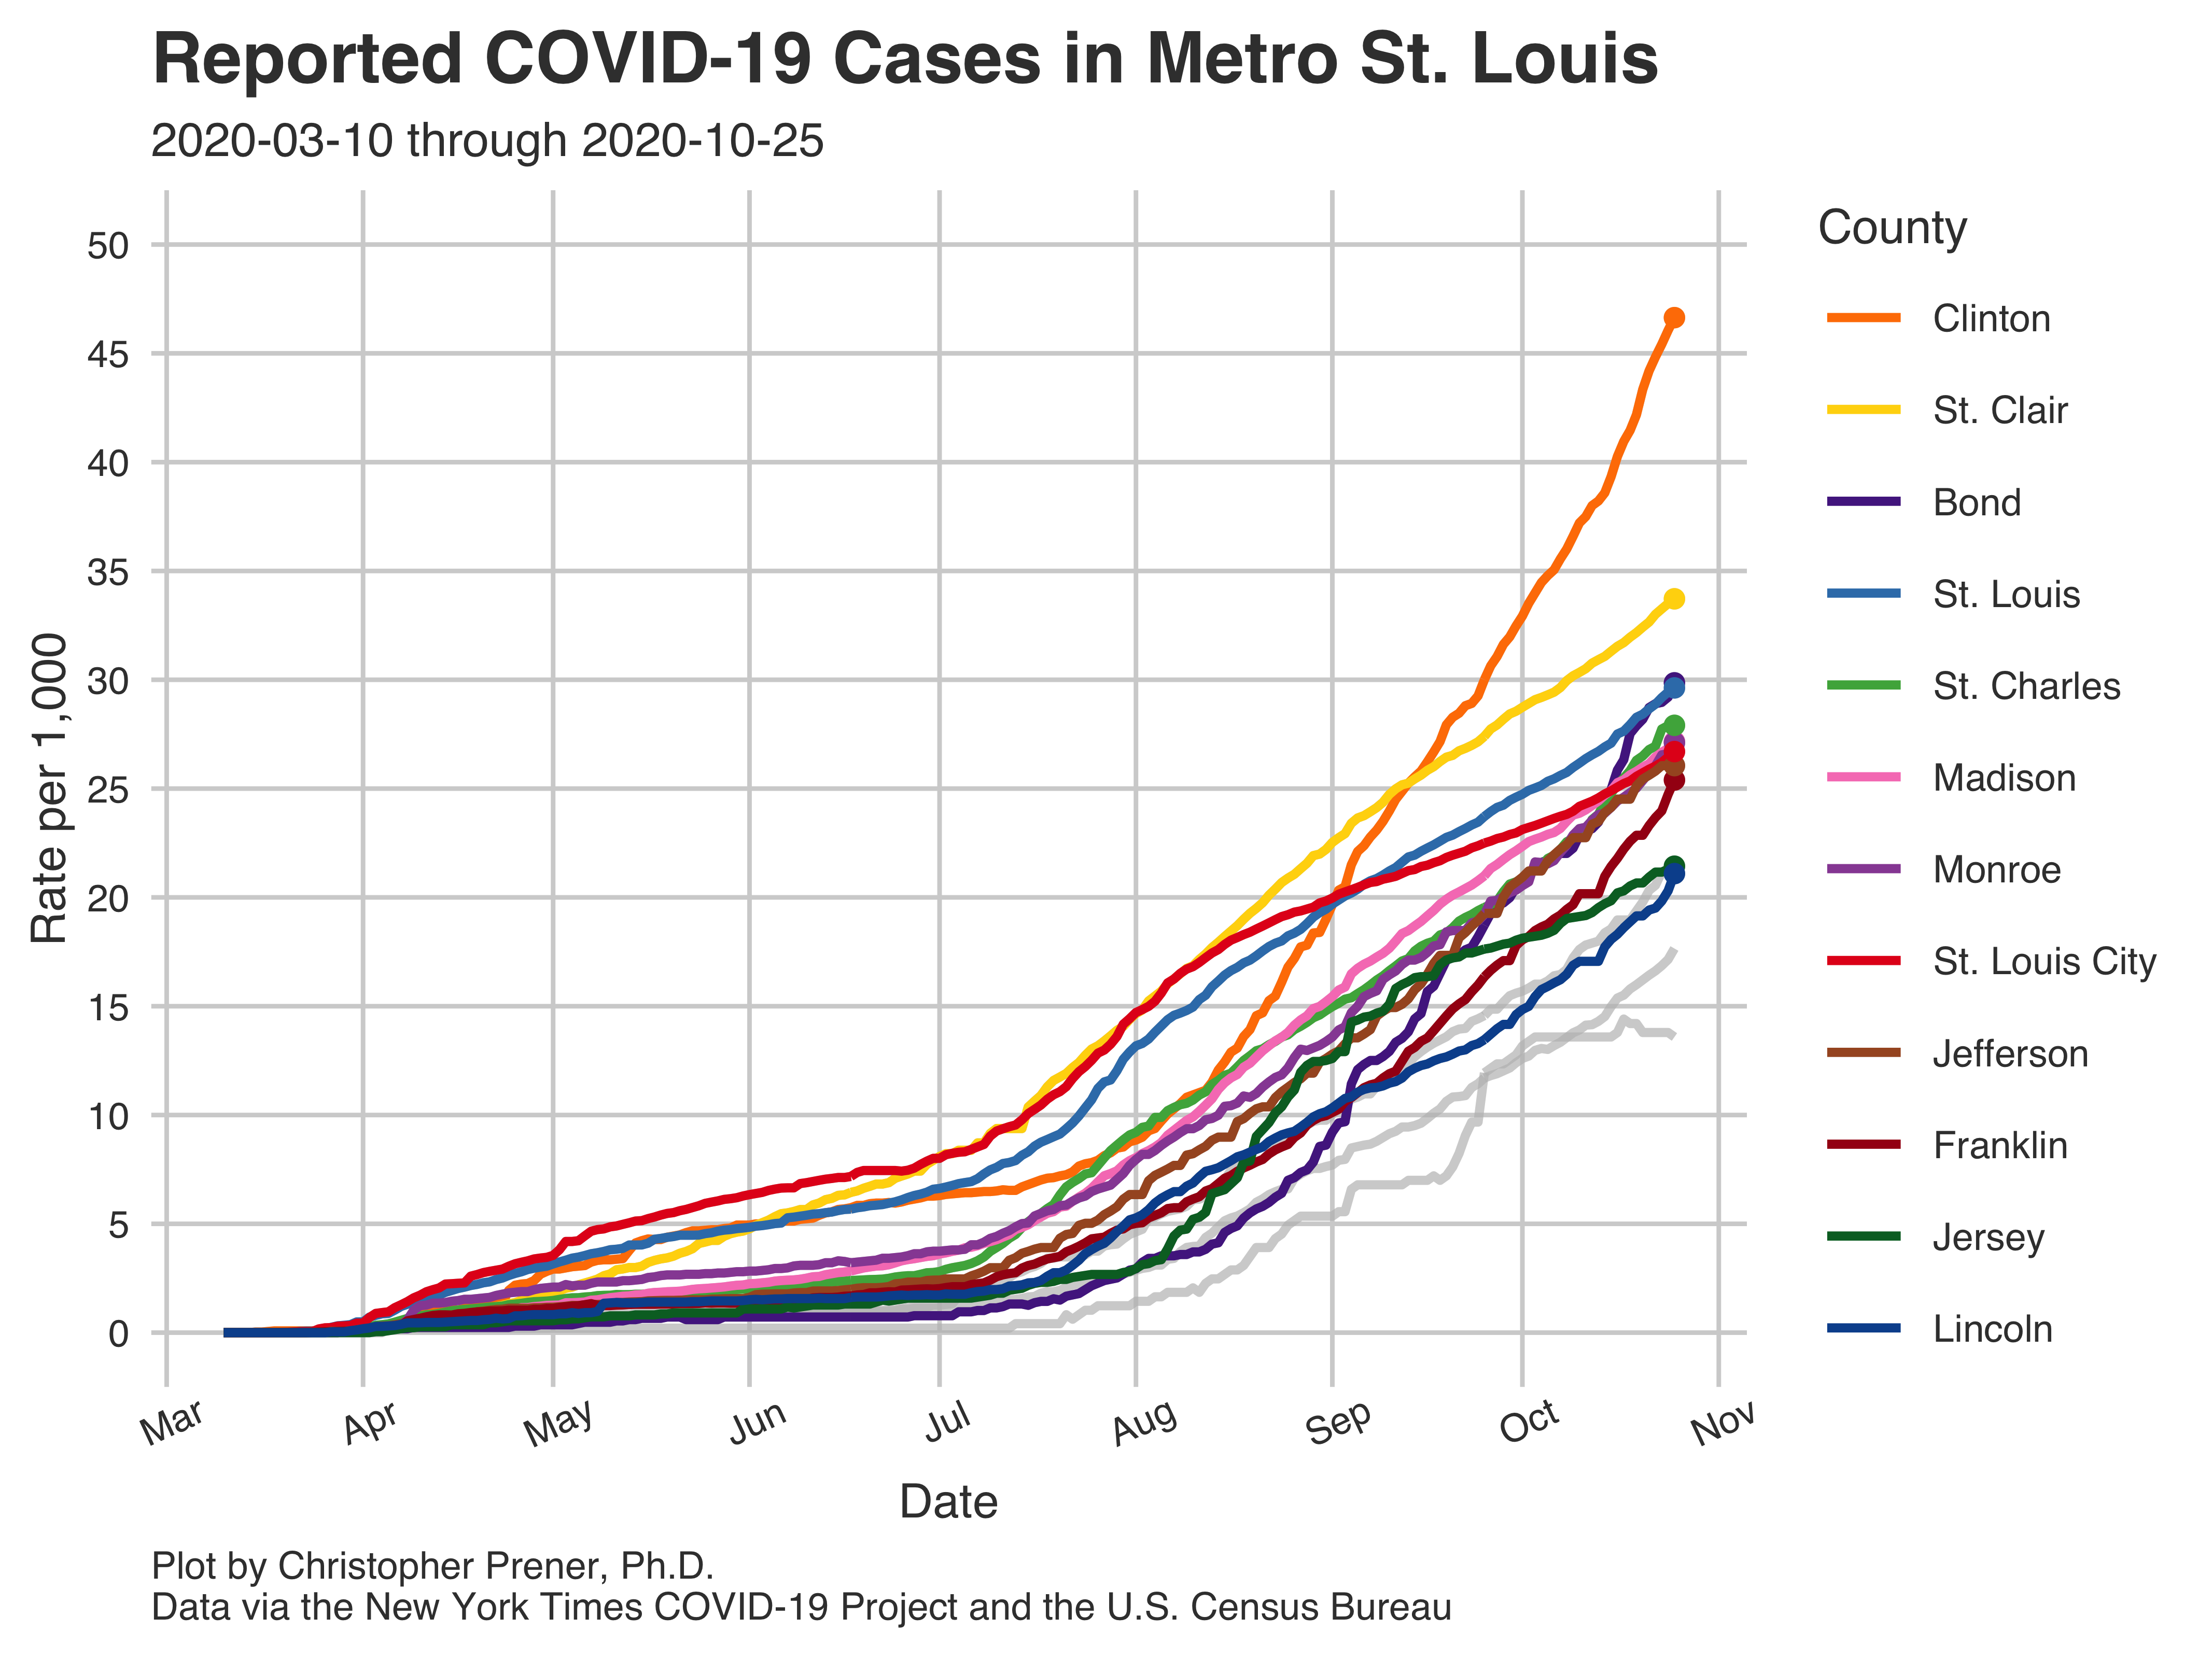 Reported COVID-19 Cases in Metro St. Louis
2020-03-10 through 2020-10-25
50
45
40
35
30
25
20
15
10
5
0
Rate per 1,000
Mar
Apr
May
Jun
Jul
Aug
Sep
Oct
Nov
Date
County
Clinton
St. Clair
Bond
St. Louis
St. Charles
Madison
Monroe
St. Louis City
Jefferson
Franklin
Jersey
Lincoln
Plot by Christopher Prener, Ph.D.
Data via the New York Times COVID-19 Project and the U.S. Census Bureau